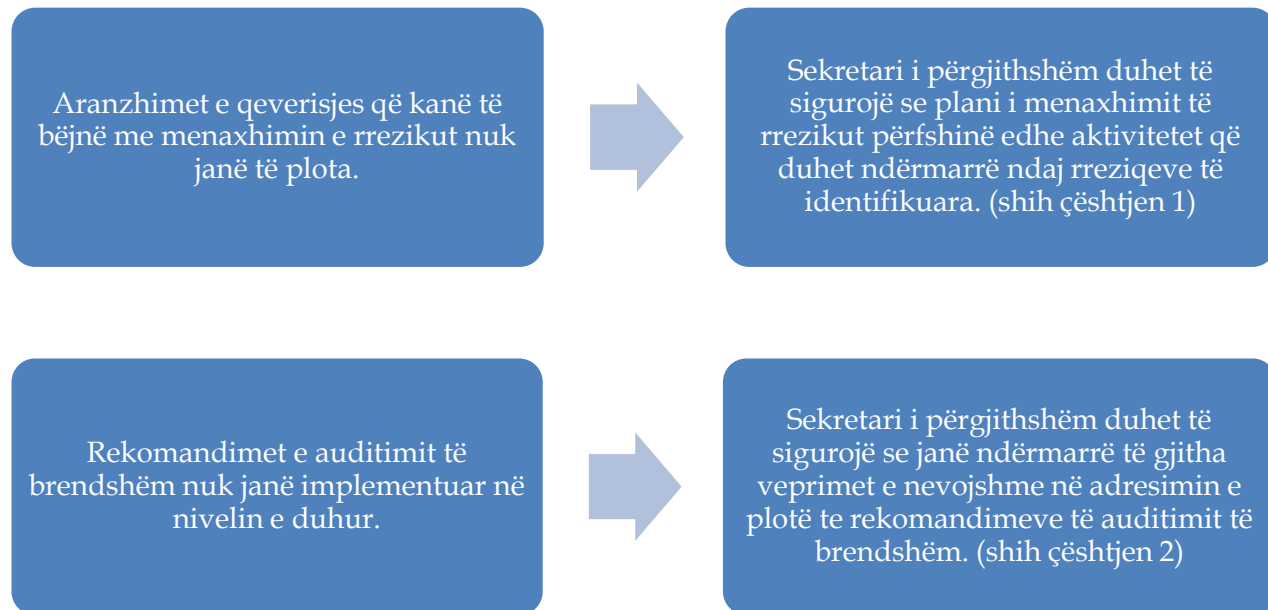 Aranzhimet e qeverisjes që kanë të
bëjnë me menaxhimin e rrezikut nuk
janë të plota.
Sekretari i përgjithshëm duhet të
sigurojë se plani i menaxhimit të
rrezikut përfshinë edhe aktivitetet që
duhet ndërmarrë ndaj rreziqeve të
identifikuara. (shih çështjen 1)
Rekomandimet e auditimit të
brendshëm nuk janë implementuar në
nivelin e duhur.
Sekretari i përgjithshëm duhet të
sigurojë se janë ndërmarrë të gjitha
veprimet e nevojshme në adresimin e
plotë te rekomandimeve të auditimit të
brendshëm. (shih çështjen 2)